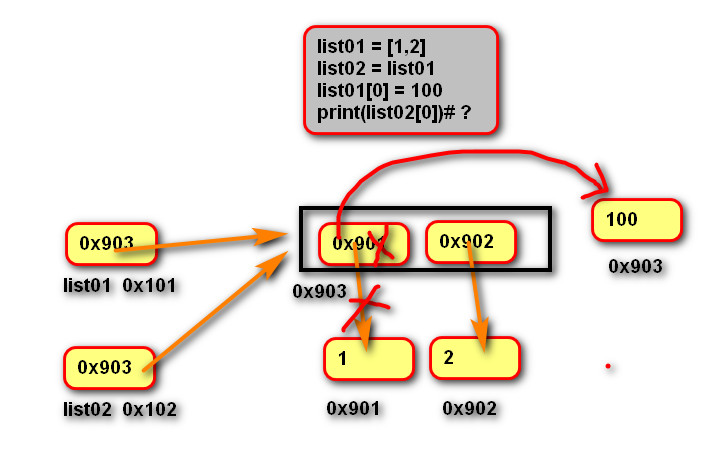 list01 = [1,2]
list02 = list01
list01[0] = 100
print(list02[0])# ?
100
0x903
0x903
0x901
0x902
list01 0x101
0x903
0x903
1
2
list02 0x102
0x901
0x902